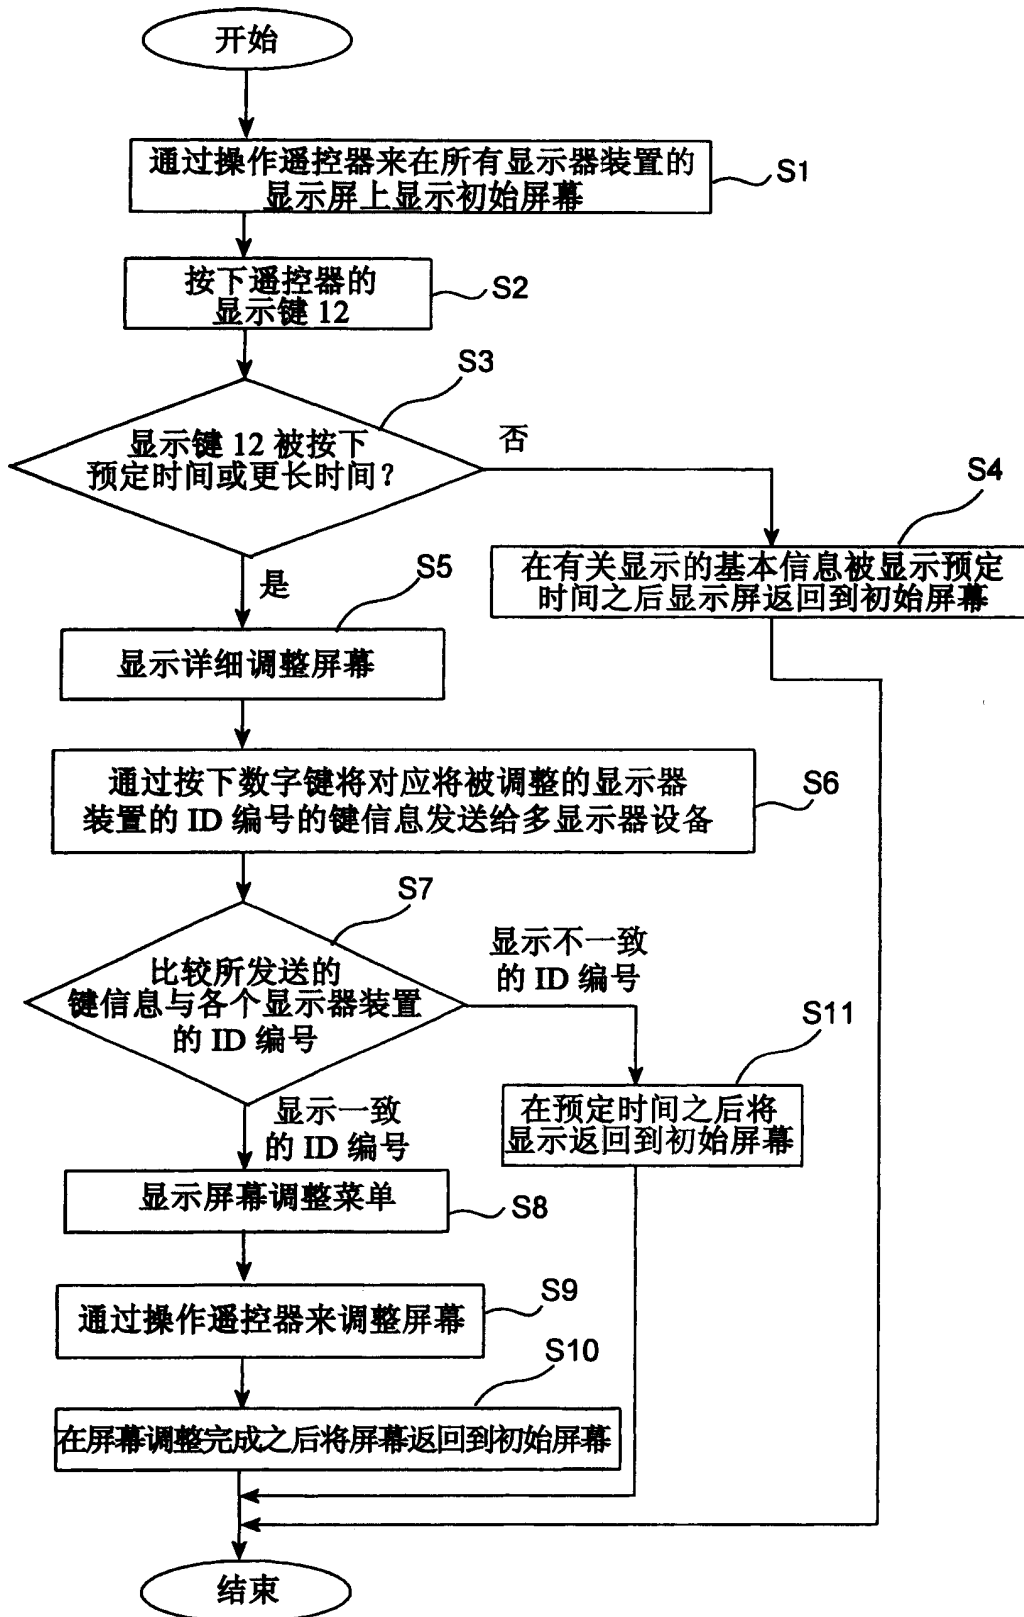 开始
通过操作遥控器来在所有显示器装置的
显示屏上显示初始屏幕
S1
按下遥控器的
显示键 12
S2
S3
显示键 12 被按下
预定时间或更长时间？
否
S4
在有关显示的基本信息被显示预定
时间之后显示屏返回到初始屏幕
是
S5
显示详细调整屏幕
通过按下数字键将对应将被调整的显示器
装置的 ID 编号的键信息发送给多显示器设备
S6
S7
比较所发送的
键信息与各个显示器装置
的 ID 编号
显示不一致
的 ID 编号
S11
在预定时间之后将
显示返回到初始屏幕
显示一致
的 ID 编号
显示屏幕调整菜单
S8
通过操作遥控器来调整屏幕
S9
S10
在屏幕调整完成之后将屏幕返回到初始屏幕
结束